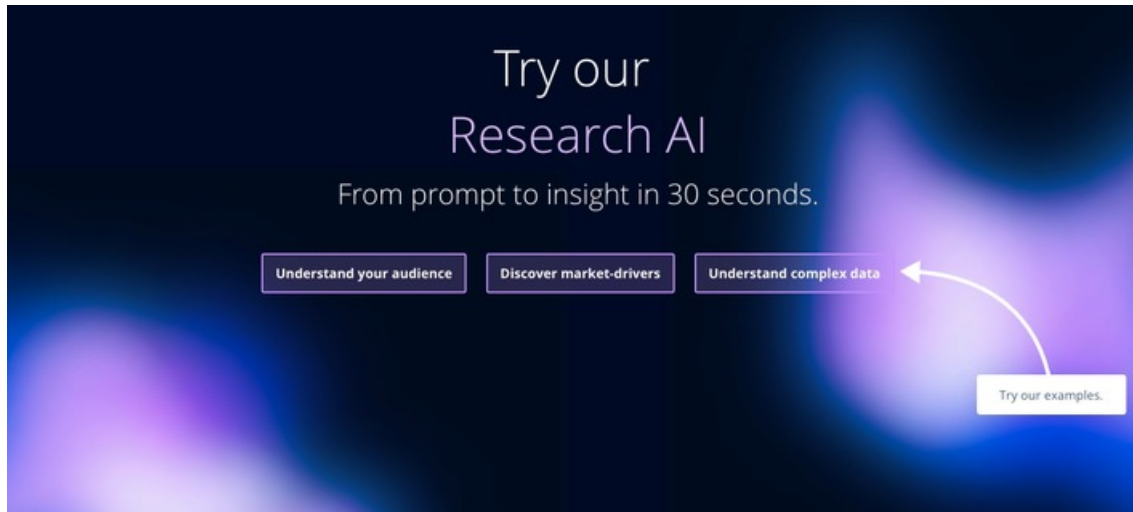 Try our
Research AI
From prompt to insight in 30 seconds.
Understand your audience
Discover market-drivers
Understand complex data
Try our examples.